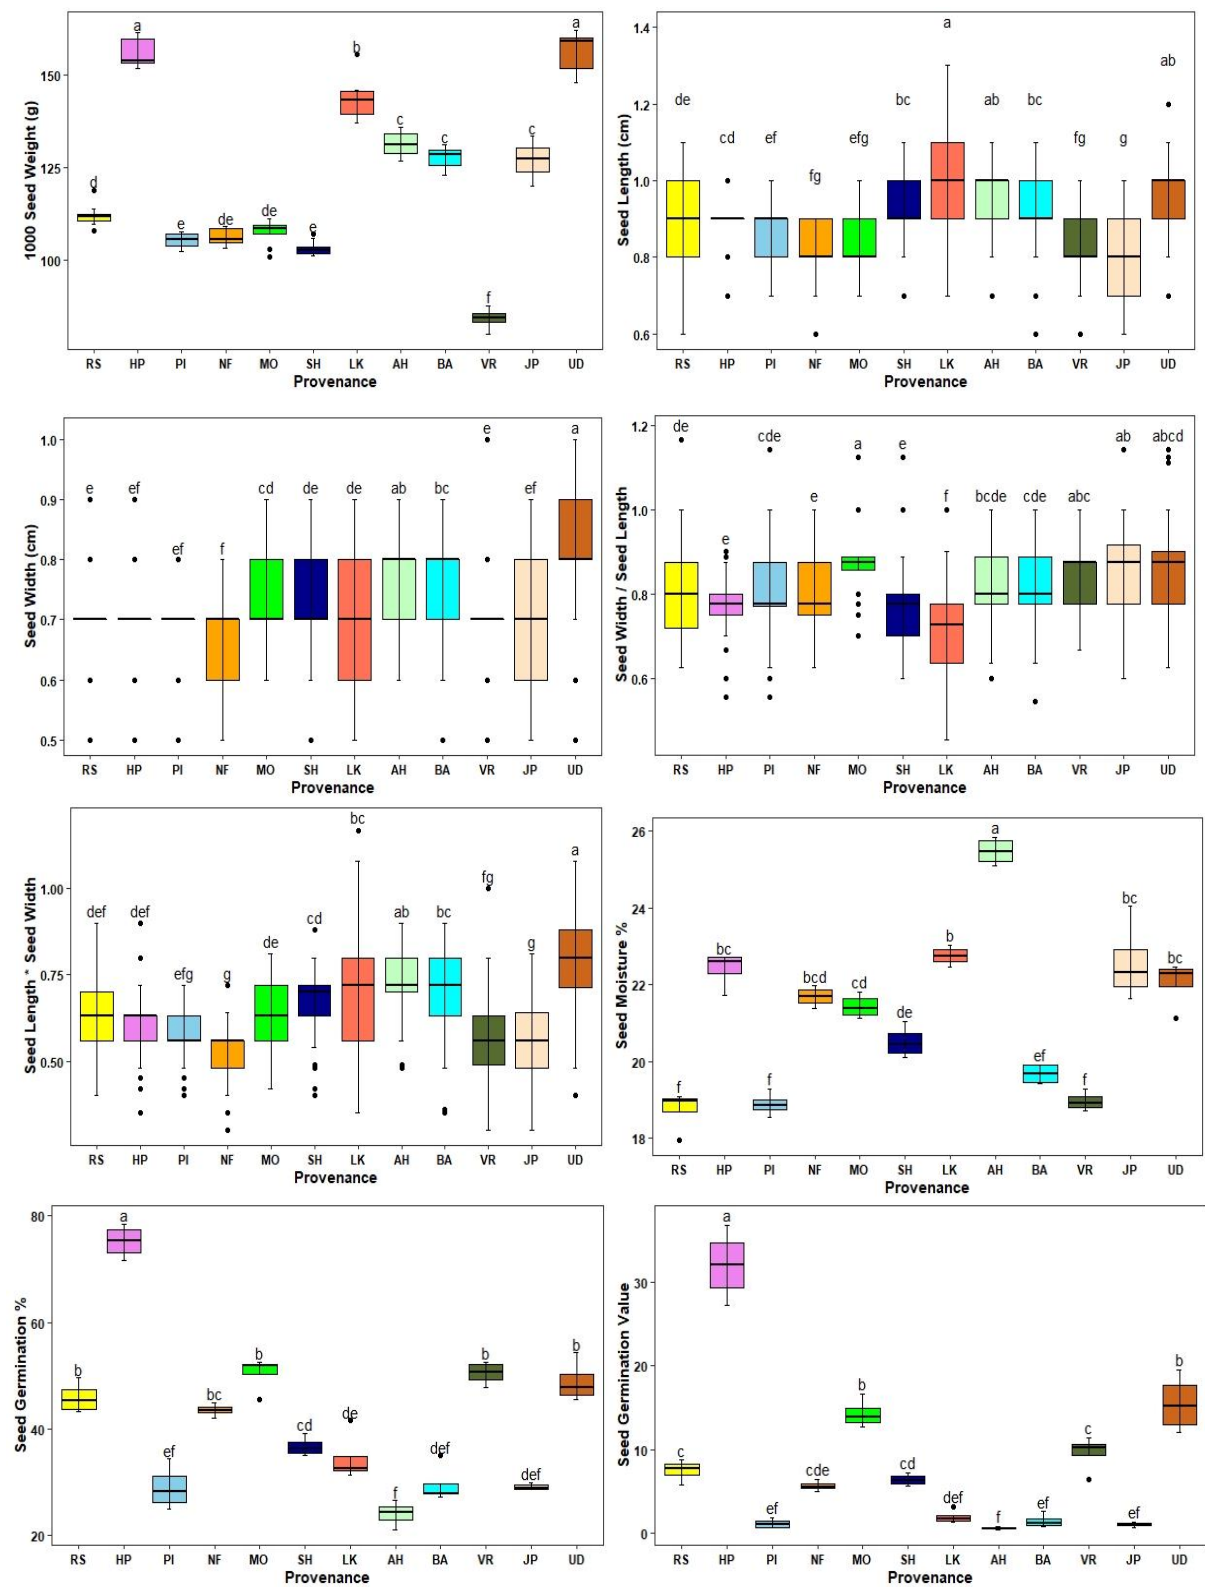 1000 Seed Weight (g)
150
125
100
a
a
b
c
c
c
d
e
de
de
e
f
RS HP PI NF MO SH LK AH BA VR JP UD
Provenance
Seed Length (cm)
1.4
1.2
1.0
0.8
0.6
a
ab
de
bc
ab
bc
cd
ef
efg
fg
g
fg
RS HP PI NF MO SH LK AH BA VR JP UD
Provenance
Seed Width (cm)
1.0
0.9
0.8
0.7
0.6
0.5
e
a
e
ef
cd
de
de
ab
bc
ef
ef
f
RS HP PI NF MO SH LK AH BA VR JP UD
Provenance
Seed Width / Seed Length
1.2
1.0
0.8
0.6
de
cde
a
e
ab
abcd
e
f
bcde
cde
abc
e
RS HP PI NF MO SH LK AH BA VR JP UD
Provenance
Seed Length * Seed Width
1.00
0.75
0.50
bc
a
fg
def
def
cd
ab
bc
efg
g
de
g
RS HP PI NF MO SH LK AH BA VR JP UD
Provenance
Seed Moisture %
26
24
22
20
18
a
bc
b
bc
bc
bcd
cd
de
ef
f
f
f
RS HP PI NF MO SH LK AH BA VR JP UD
Provenance
Seed Germination %
80
60
40
20
a
b
b
b
b
bc
cd
de
ef
def
def
f
RS HP PI NF MO SH LK AH BA VR JP UD
Provenance
Seed Germination Value
30
20
10
0
a
b
b
c
c
cde
cd
def
ef
f
ef
ef
RS HP PI NF MO SH LK AH BA VR JP UD
Provenance